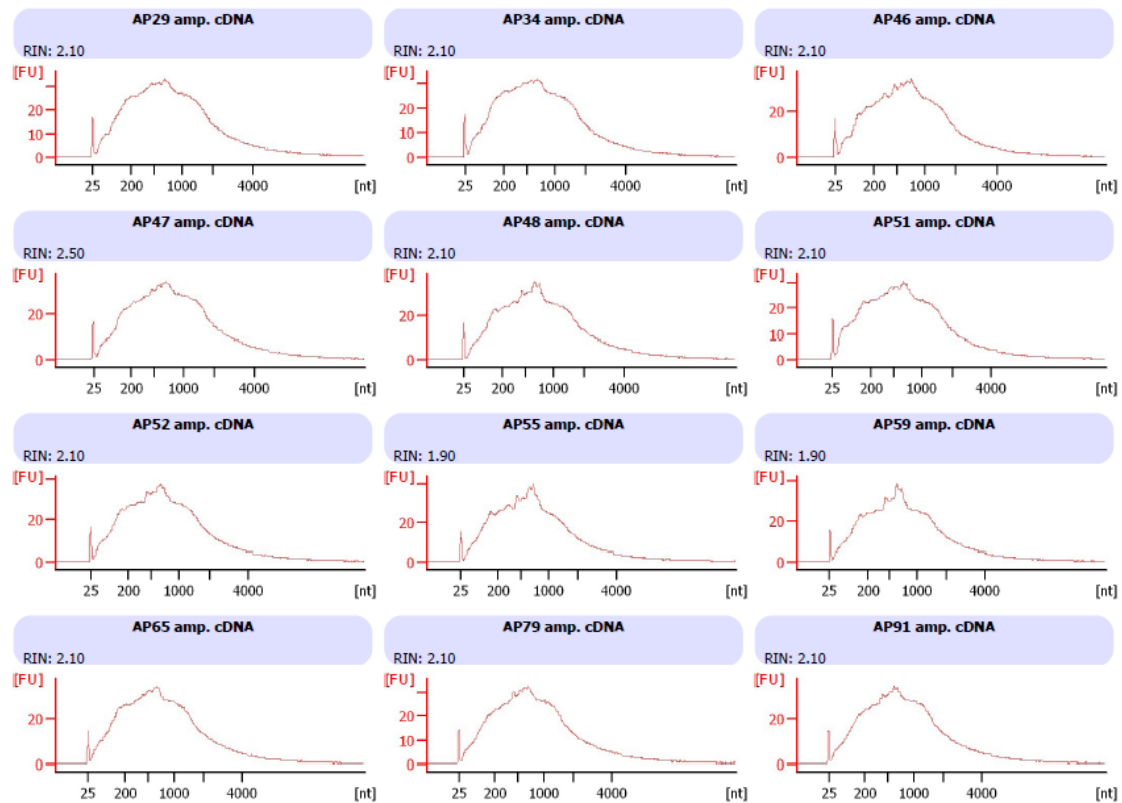 AP29 amp. cDNA AP34 amp. cDNA AP46 amp. cDNA
RIN: 2.10 RIN: 2.10 RIN: 2.10
[FU] [FU] [FU]
20 20 20
10 10
0 0 0
25 200 1000 4000 [nt] 25 200 1000 4000 [nt] 25 200 1000 4000 [nt]
AP47 amp. cDNA AP48 amp. cDNA AP51 amp. cDNA
RIN: 2.50 RIN: 2.10 RIN: 2.10
[FU] [FU] [FU]
20 20 20
10
0 0 0
25 200 1000 4000 [nt] 25 200 1000 4000 [nt] 25 200 1000 4000 [nt]
AP52 amp. cDNA AP55 amp. cDNA AP59 amp. cDNA
RIN: 2.10 RIN: 1.90 RIN: 1.90
[FU] [FU] [FU]
20 20 20
0 0 0
25 200 1000 4000 [nt] 25 200 1000 4000 [nt] 25 200 1000 4000 [nt]
AP65 amp. cDNA AP79 amp. cDNA AP91 amp. cDNA
RIN: 2.10 RIN: 2.10 RIN: 2.10
[FU] [FU] [FU]
20 20 20
10
0 0 0
25 200 1000 4000 [nt] 25 200 1000 4000 [nt] 25 200 1000 4000 [nt]